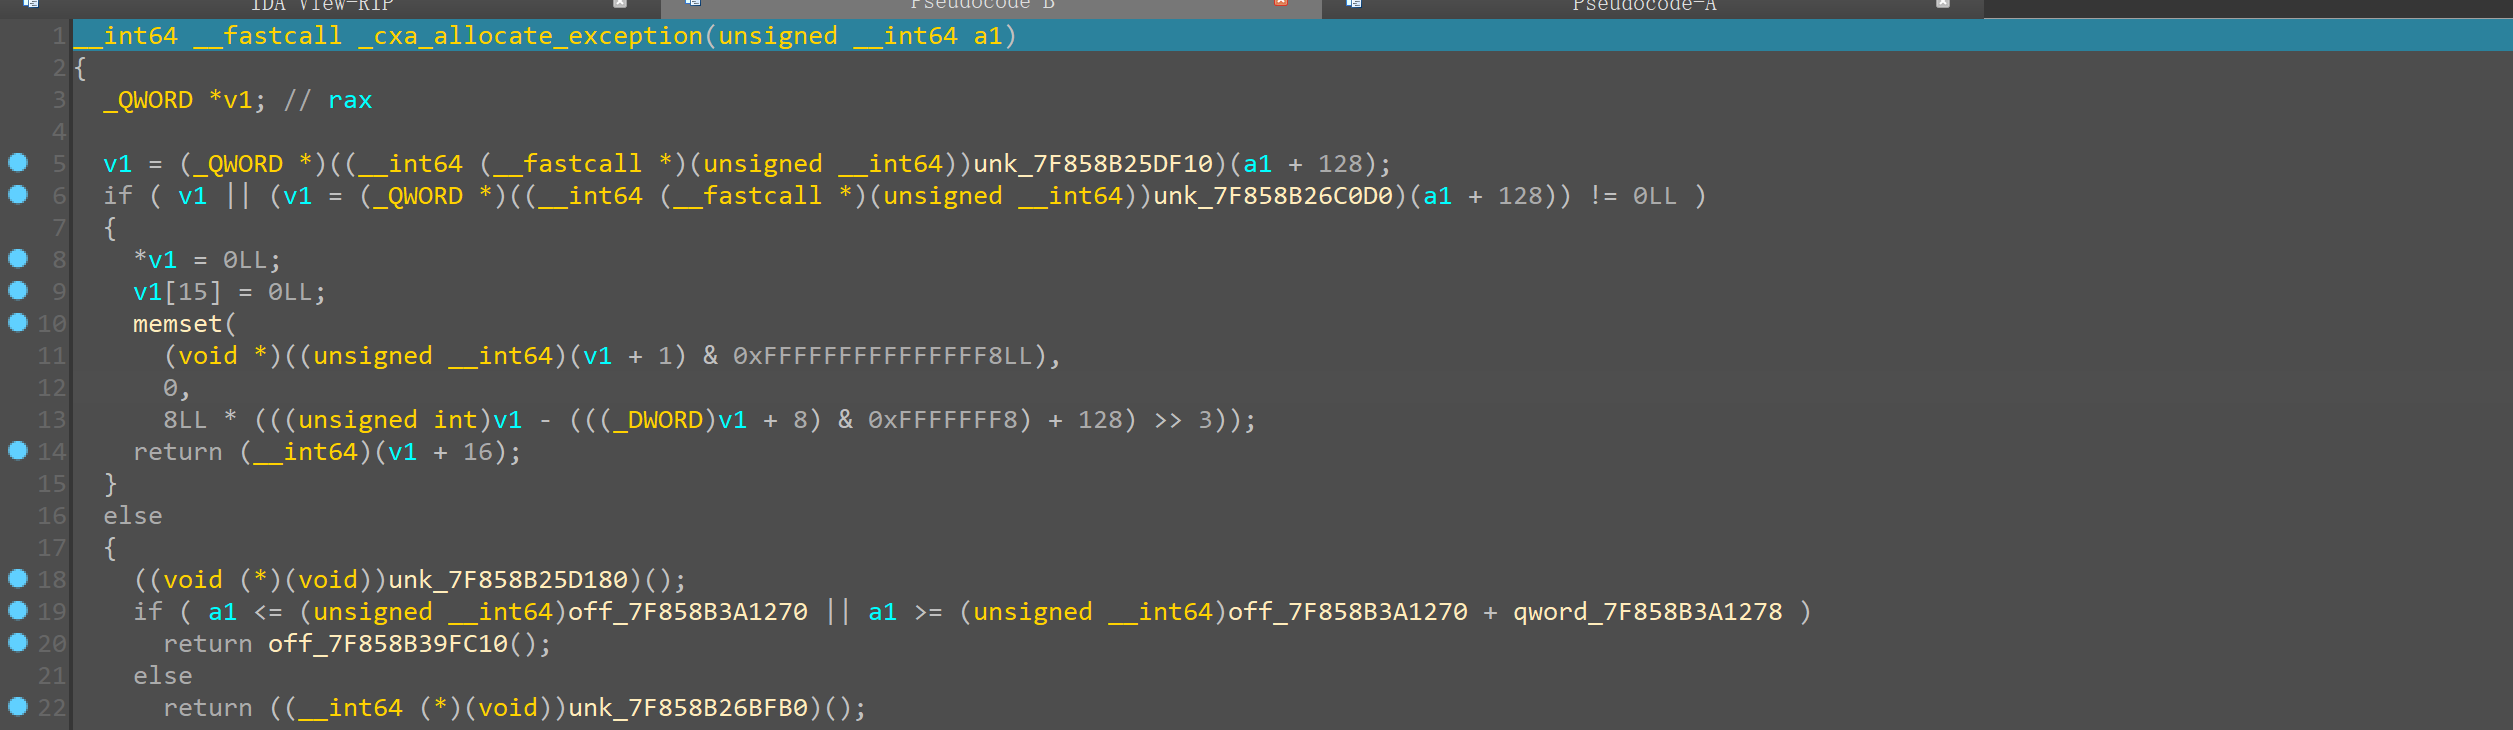 IDA View-RIP Pseudocode-B Pseudocode-A
1 __int64 __fastcall _cxa_allocate_exception(unsigned __int64 a1)
2 {
3 _QWORD *v1; // rax
4
5 v1 = (_QWORD *)((__int64 (__fastcall *)(unsigned __int64))unk_7F858B25DF10)(a1 + 128);
6 if ( v1 || (v1 = (_QWORD *)((__int64 (__fastcall *)(unsigned __int64))unk_7F858B26C0D0)(a1 + 128)) != 0LL )
7 {
8 *v1 = 0LL;
9 v1[15] = 0LL;
10 memset(
11 (void *)((unsigned __int64)(v1 + 1) & 0xFFFFFFFFFFFFFFF8LL),
12 0,
13 8LL * (((unsigned int)v1 - (((_DWORD)v1 + 8) & 0xFFFFFFF8) + 128) >> 3));
14 return (__int64)(v1 + 16);
15 }
16 else
17 {
18 ((void (*)(void))unk_7F858B25D180)();
19 if ( a1 <= (unsigned __int64)off_7F858B3A1270 || a1 >= (unsigned __int64)off_7F858B3A1270 + qword_7F858B3A1278 )
20 return off_7F858B39FC10();
21 else
22 return ((__int64 (*)(void))unk_7F858B26BFB0)();